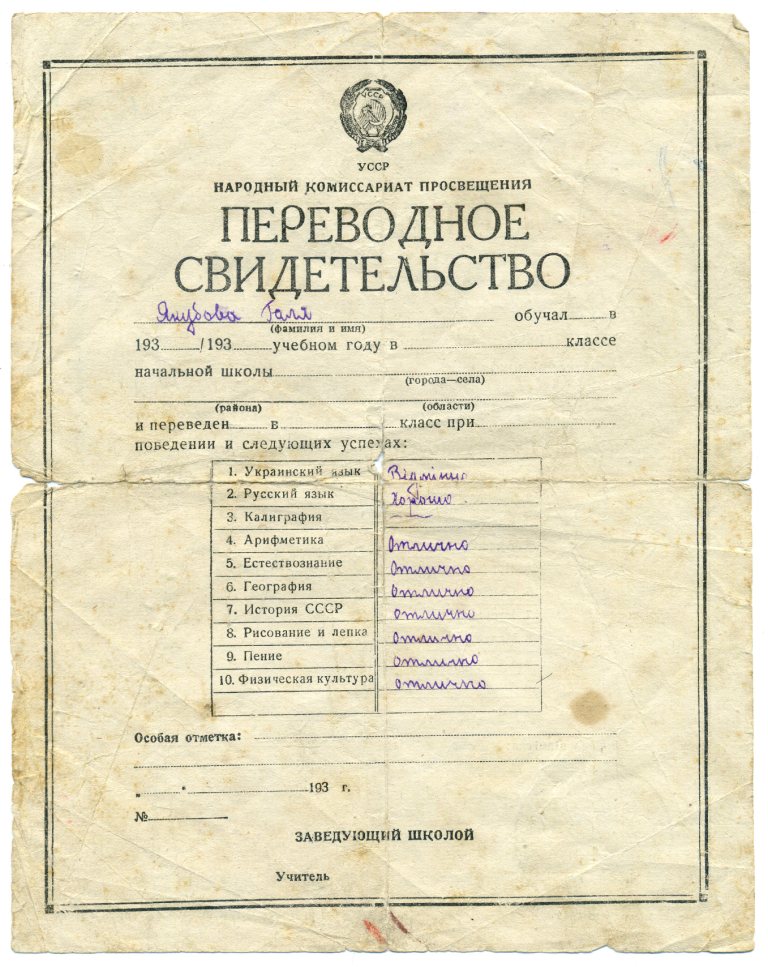 УССР
УССР
НАРОДНЫЙ КОМИССАРИАТ ПРОСВЕЩЕНИЯ
ПЕРЕВОДНОЕ
СВИДЕТЕЛЬСТВО
Якубова Галя обучал в
(фамилия и имя)
193 /193 учебном году в классе
начальной школы
(города—села)
(района) (области)
и переведен в класс при
поведении и следующих успехах:
1. Украинский язык Відмінно
2. Русский язык Хорошо.
3. Калиграфия —
4. Арифметика Отлично
5. Естествознание Отлично
6. География Отлично
7. История СССР отлично
8. Рисование и лепка Отлично
9. Пение отлично
10. Физическая культура отлично
Особая отметка:
„ " 193 г.
№
ЗАВЕДУЮЩИЙ ШКОЛОЙ
Учитель